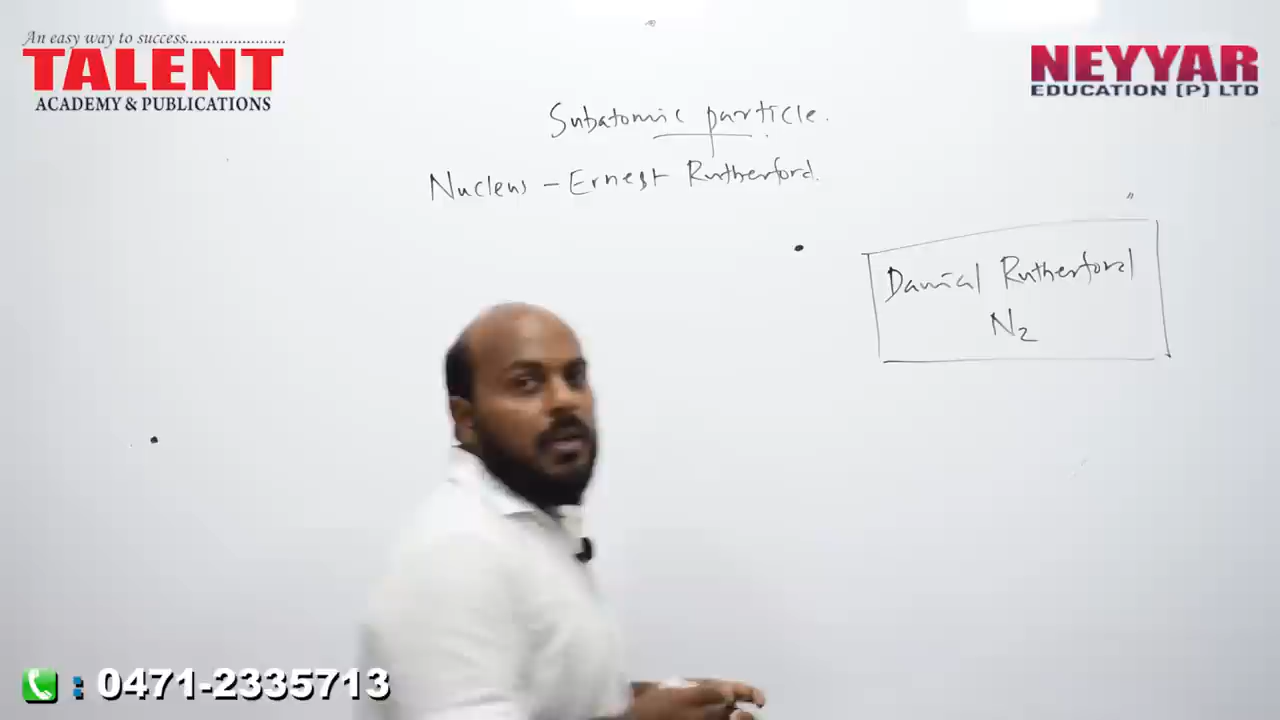 An easy way to success.......................
TALENT
ACADEMY & PUBLICATIONS
NEYYAR
EDUCATION (P) LTD
Subatomic particle.
Nucleus - Ernest Rutherford.
Danial Rutherford
N2
: 0471-2335713